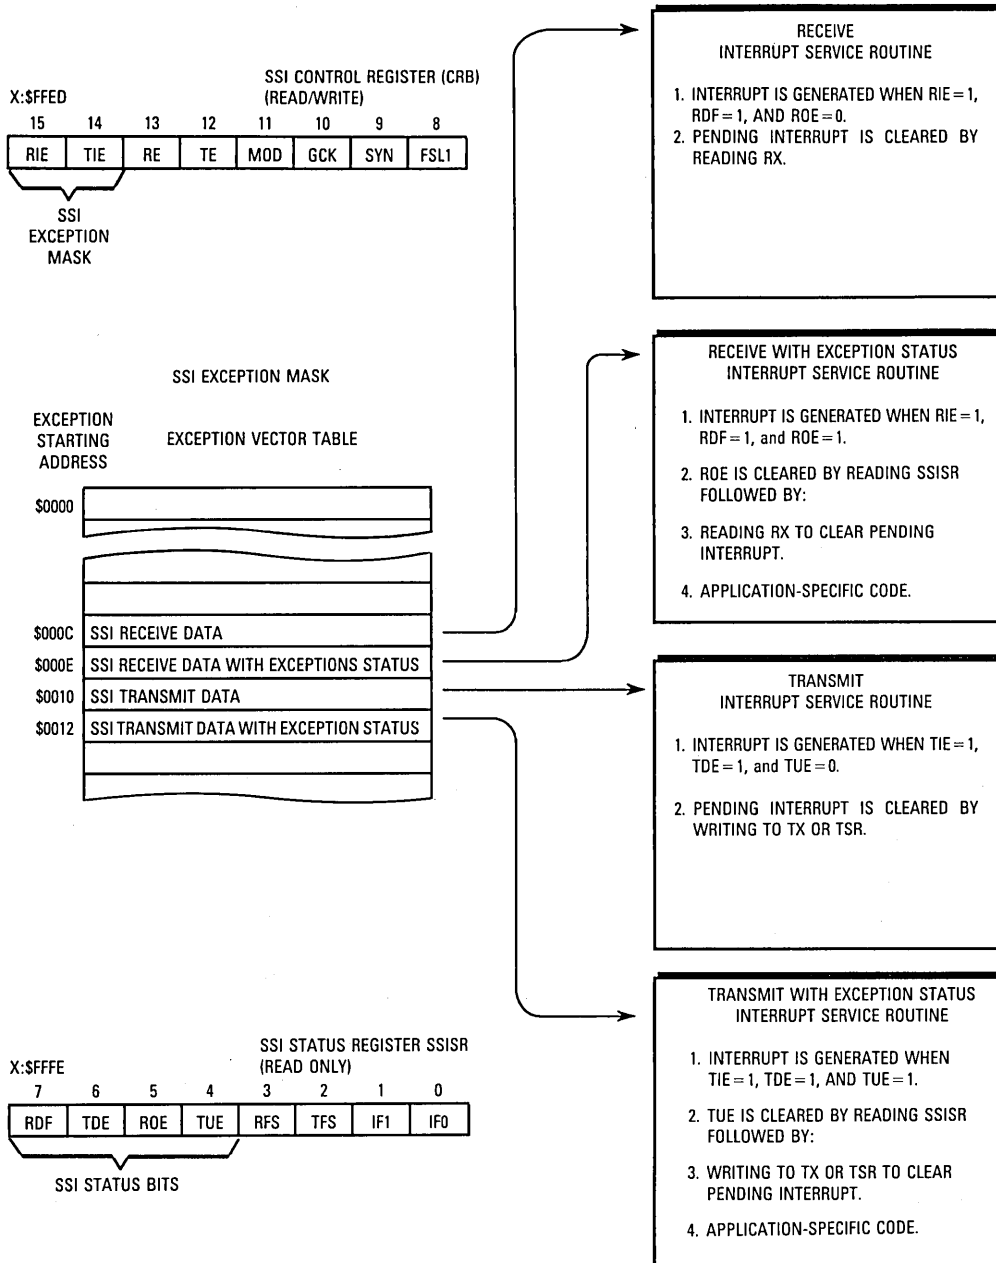 X:$FFED
SSI CONTROL REGISTER (CRB)
(READ/WRITE)
15 14 13 12 11 10 9 8
RIE TIE RE TE MOD GCK SYN FSL1
SSI
EXCEPTION
MASK
SSI EXCEPTION MASK
EXCEPTION
STARTING
ADDRESS
EXCEPTION VECTOR TABLE
$0000
$000C SSI RECEIVE DATA
$000E SSI RECEIVE DATA WITH EXCEPTIONS STATUS
$0010 SSI TRANSMIT DATA
$0012 SSI TRANSMIT DATA WITH EXCEPTION STATUS
X:$FFFE
SSI STATUS REGISTER SSISR
(READ ONLY)
7 6 5 4 3 2 1 0
RDF TDE ROE TUE RFS TFS IF1 IF0
SSI STATUS BITS
RECEIVE
INTERRUPT SERVICE ROUTINE
1. INTERRUPT IS GENERATED WHEN RIE=1,
RDF=1, AND ROE=0.
2. PENDING INTERRUPT IS CLEARED BY
READING RX.
RECEIVE WITH EXCEPTION STATUS
INTERRUPT SERVICE ROUTINE
1. INTERRUPT IS GENERATED WHEN RIE=1,
RDF=1, and ROE=1.
2. ROE IS CLEARED BY READING SSISR
FOLLOWED BY:
3. READING RX TO CLEAR PENDING
INTERRUPT.
4. APPLICATION-SPECIFIC CODE.
TRANSMIT
INTERRUPT SERVICE ROUTINE
1. INTERRUPT IS GENERATED WHEN TIE=1,
TDE=1, and TUE=0.
2. PENDING INTERRUPT IS CLEARED BY
WRITING TO TX OR TSR.
TRANSMIT WITH EXCEPTION STATUS
INTERRUPT SERVICE ROUTINE
1. INTERRUPT IS GENERATED WHEN
TIE=1, TDE=1, AND TUE=1.
2. TUE IS CLEARED BY READING SSISR
FOLLOWED BY:
3. WRITING TO TX OR TSR TO CLEAR
PENDING INTERRUPT.
4. APPLICATION-SPECIFIC CODE.